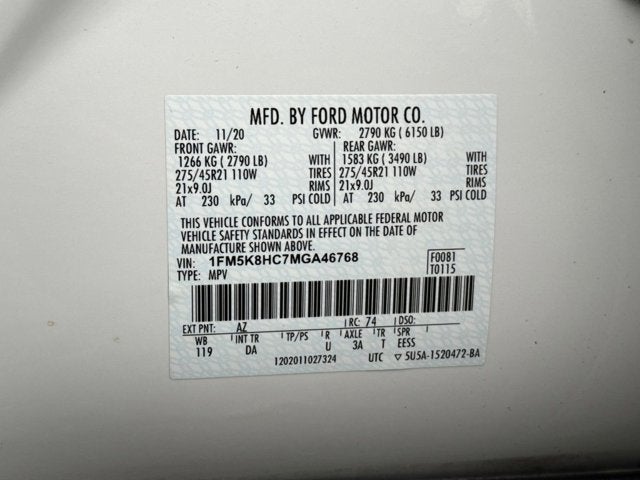 MFD. BY FORD MOTOR CO.
DATE: 11/20 GVWR: 2790 KG ( 6150 LB)
FRONT GAWR: REAR GAWR:
1266 KG ( 2790 LB) WITH 1583 KG ( 3490 LB) WITH
275/45R21 110W TIRES 275/45R21 110W TIRES
21x9.0J RIMS 21x9.0J RIMS
AT 230 kPa/ 33 PSI COLD AT 230 kPa/ 33 PSI COLD
THIS VEHICLE CONFORMS TO ALL APPLICABLE FEDERAL MOTOR
VEHICLE SAFETY STANDARDS IN EFFECT ON THE DATE OF
MANUFACTURE SHOWN ABOVE.
VIN: 1FM5K8HC7MGA46768 F0081
TYPE: MPV T0115
EXT PNT: AZ RC: 74 DSO:
WB INT TR TP/PS R AXLE TR SPR
119 DA U 3A T EESS
1202011027324 UTC ▽ 5U5A-1520472-BA